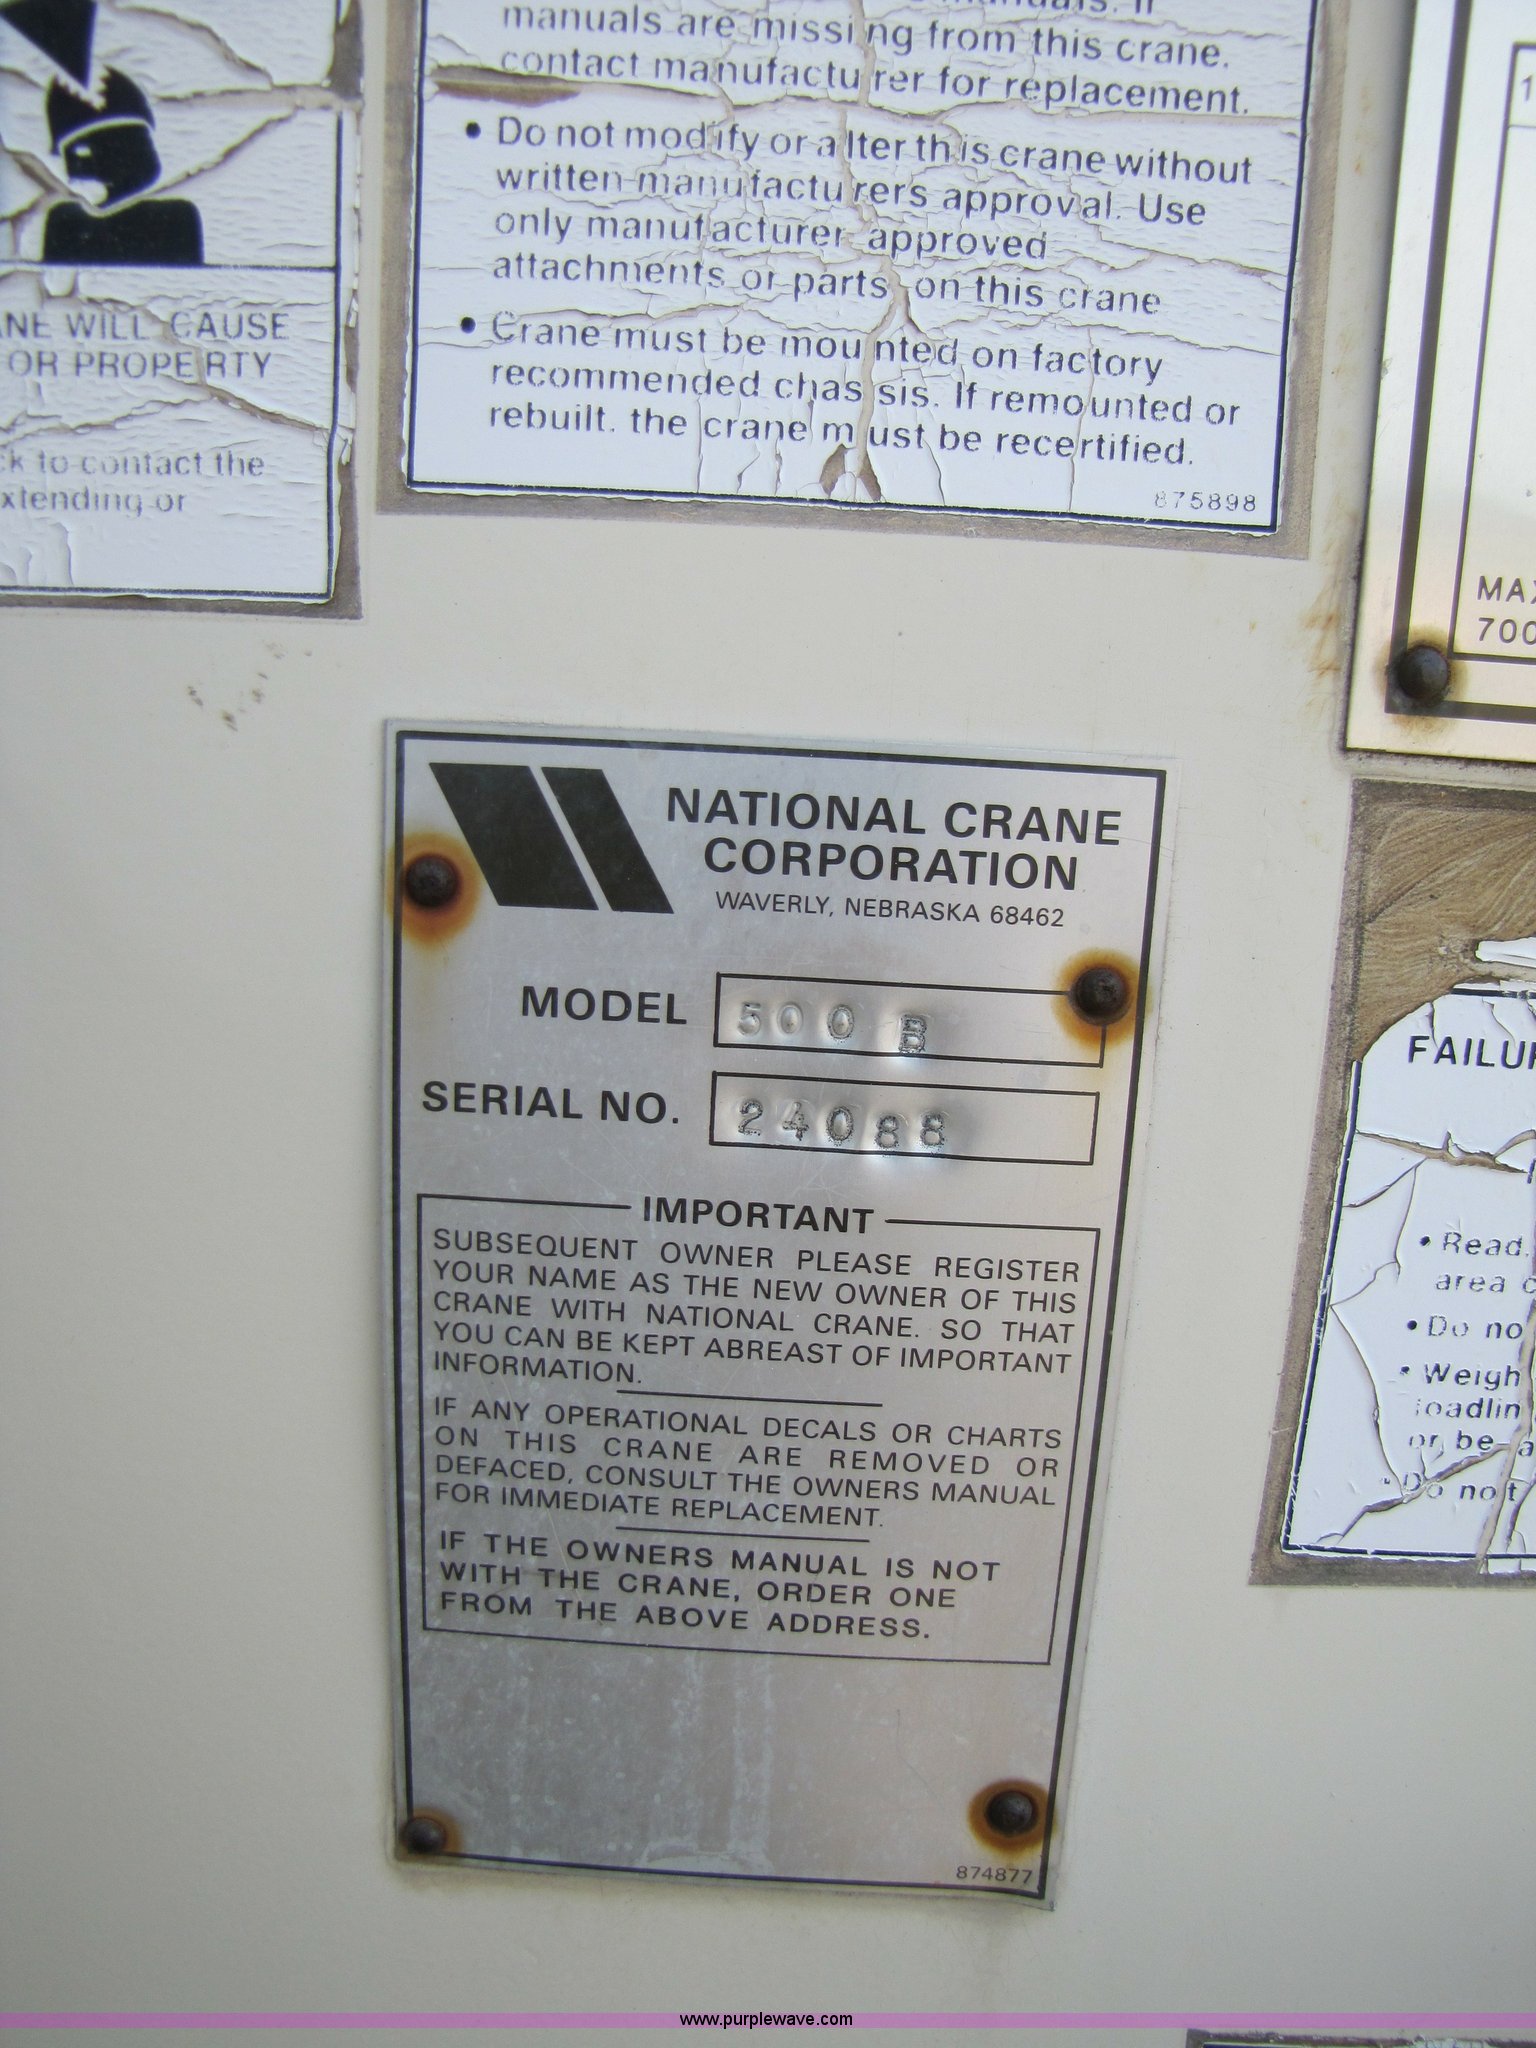 manuals are missing from this crane.
contact manufacturer for replacement.
• Do not modify or alter this crane without
written manufacturers approval. Use
only manufacturer approved
attachments or parts on this crane
• Crane must be mounted on factory
recommended chassis. If remounted or
rebuilt. the crane must be recertified.
875898
WILL CAUSE
OR PROPERTY
to contact the
or
700
NATIONAL CRANE
CORPORATION
WAVERLY, NEBRASKA 68462
MODEL 500 B
SERIAL NO. 24088
IMPORTANT
SUBSEQUENT OWNER PLEASE REGISTER
YOUR NAME AS THE NEW OWNER OF THIS
CRANE WITH NATIONAL CRANE. SO THAT
YOU CAN BE KEPT ABREAST OF IMPORTANT
INFORMATION.
IF ANY OPERATIONAL DECALS OR CHARTS
ON THIS CRANE ARE REMOVED OR
DEFACED, CONSULT THE OWNERS MANUAL
FOR IMMEDIATE REPLACEMENT.
IF THE OWNERS MANUAL IS NOT
WITH THE CRANE, ORDER ONE
FROM THE ABOVE ADDRESS.
874877
• Read.
area
• Do no
• Weigh
loadlin
or be a
• Do not
www.purplewave.com